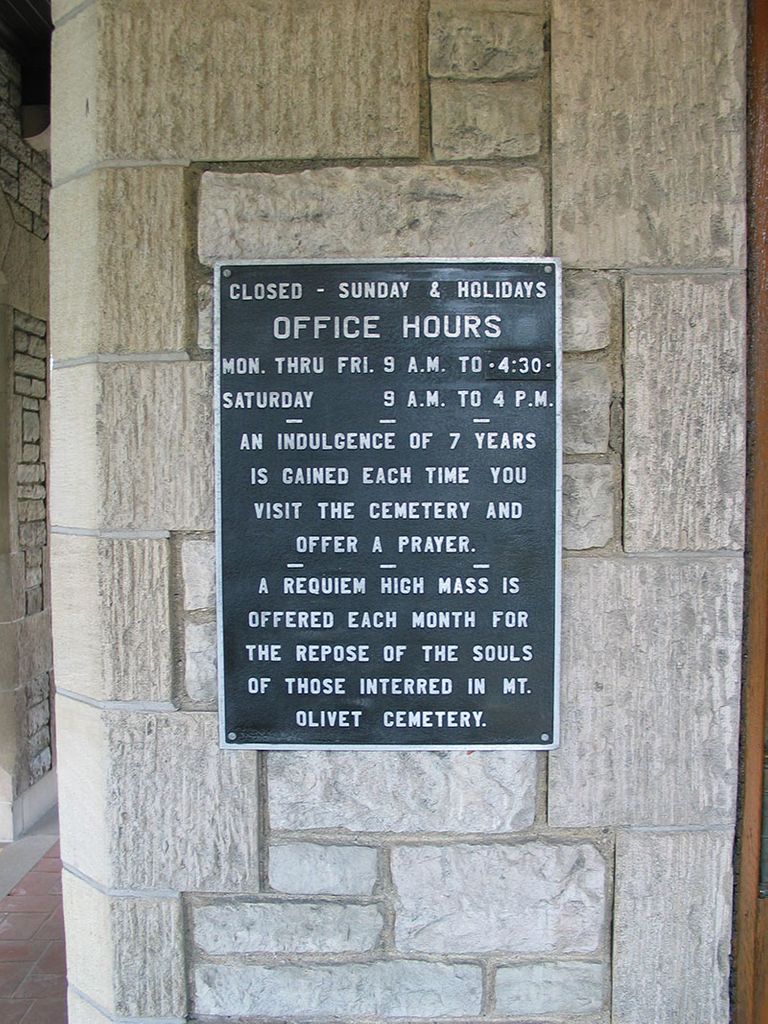 CLOSED - SUNDAY & HOLIDAYS
OFFICE HOURS
MON. THRU FRI. 9 A.M. TO ·4:30·
SATURDAY 9 A.M. TO 4 P.M.
AN INDULGENCE OF 7 YEARS
IS GAINED EACH TIME YOU
VISIT THE CEMETERY AND
OFFER A PRAYER.
A REQUIEM HIGH MASS IS
OFFERED EACH MONTH FOR
THE REPOSE OF THE SOULS
OF THOSE INTERRED IN MT.
OLIVET CEMETERY.